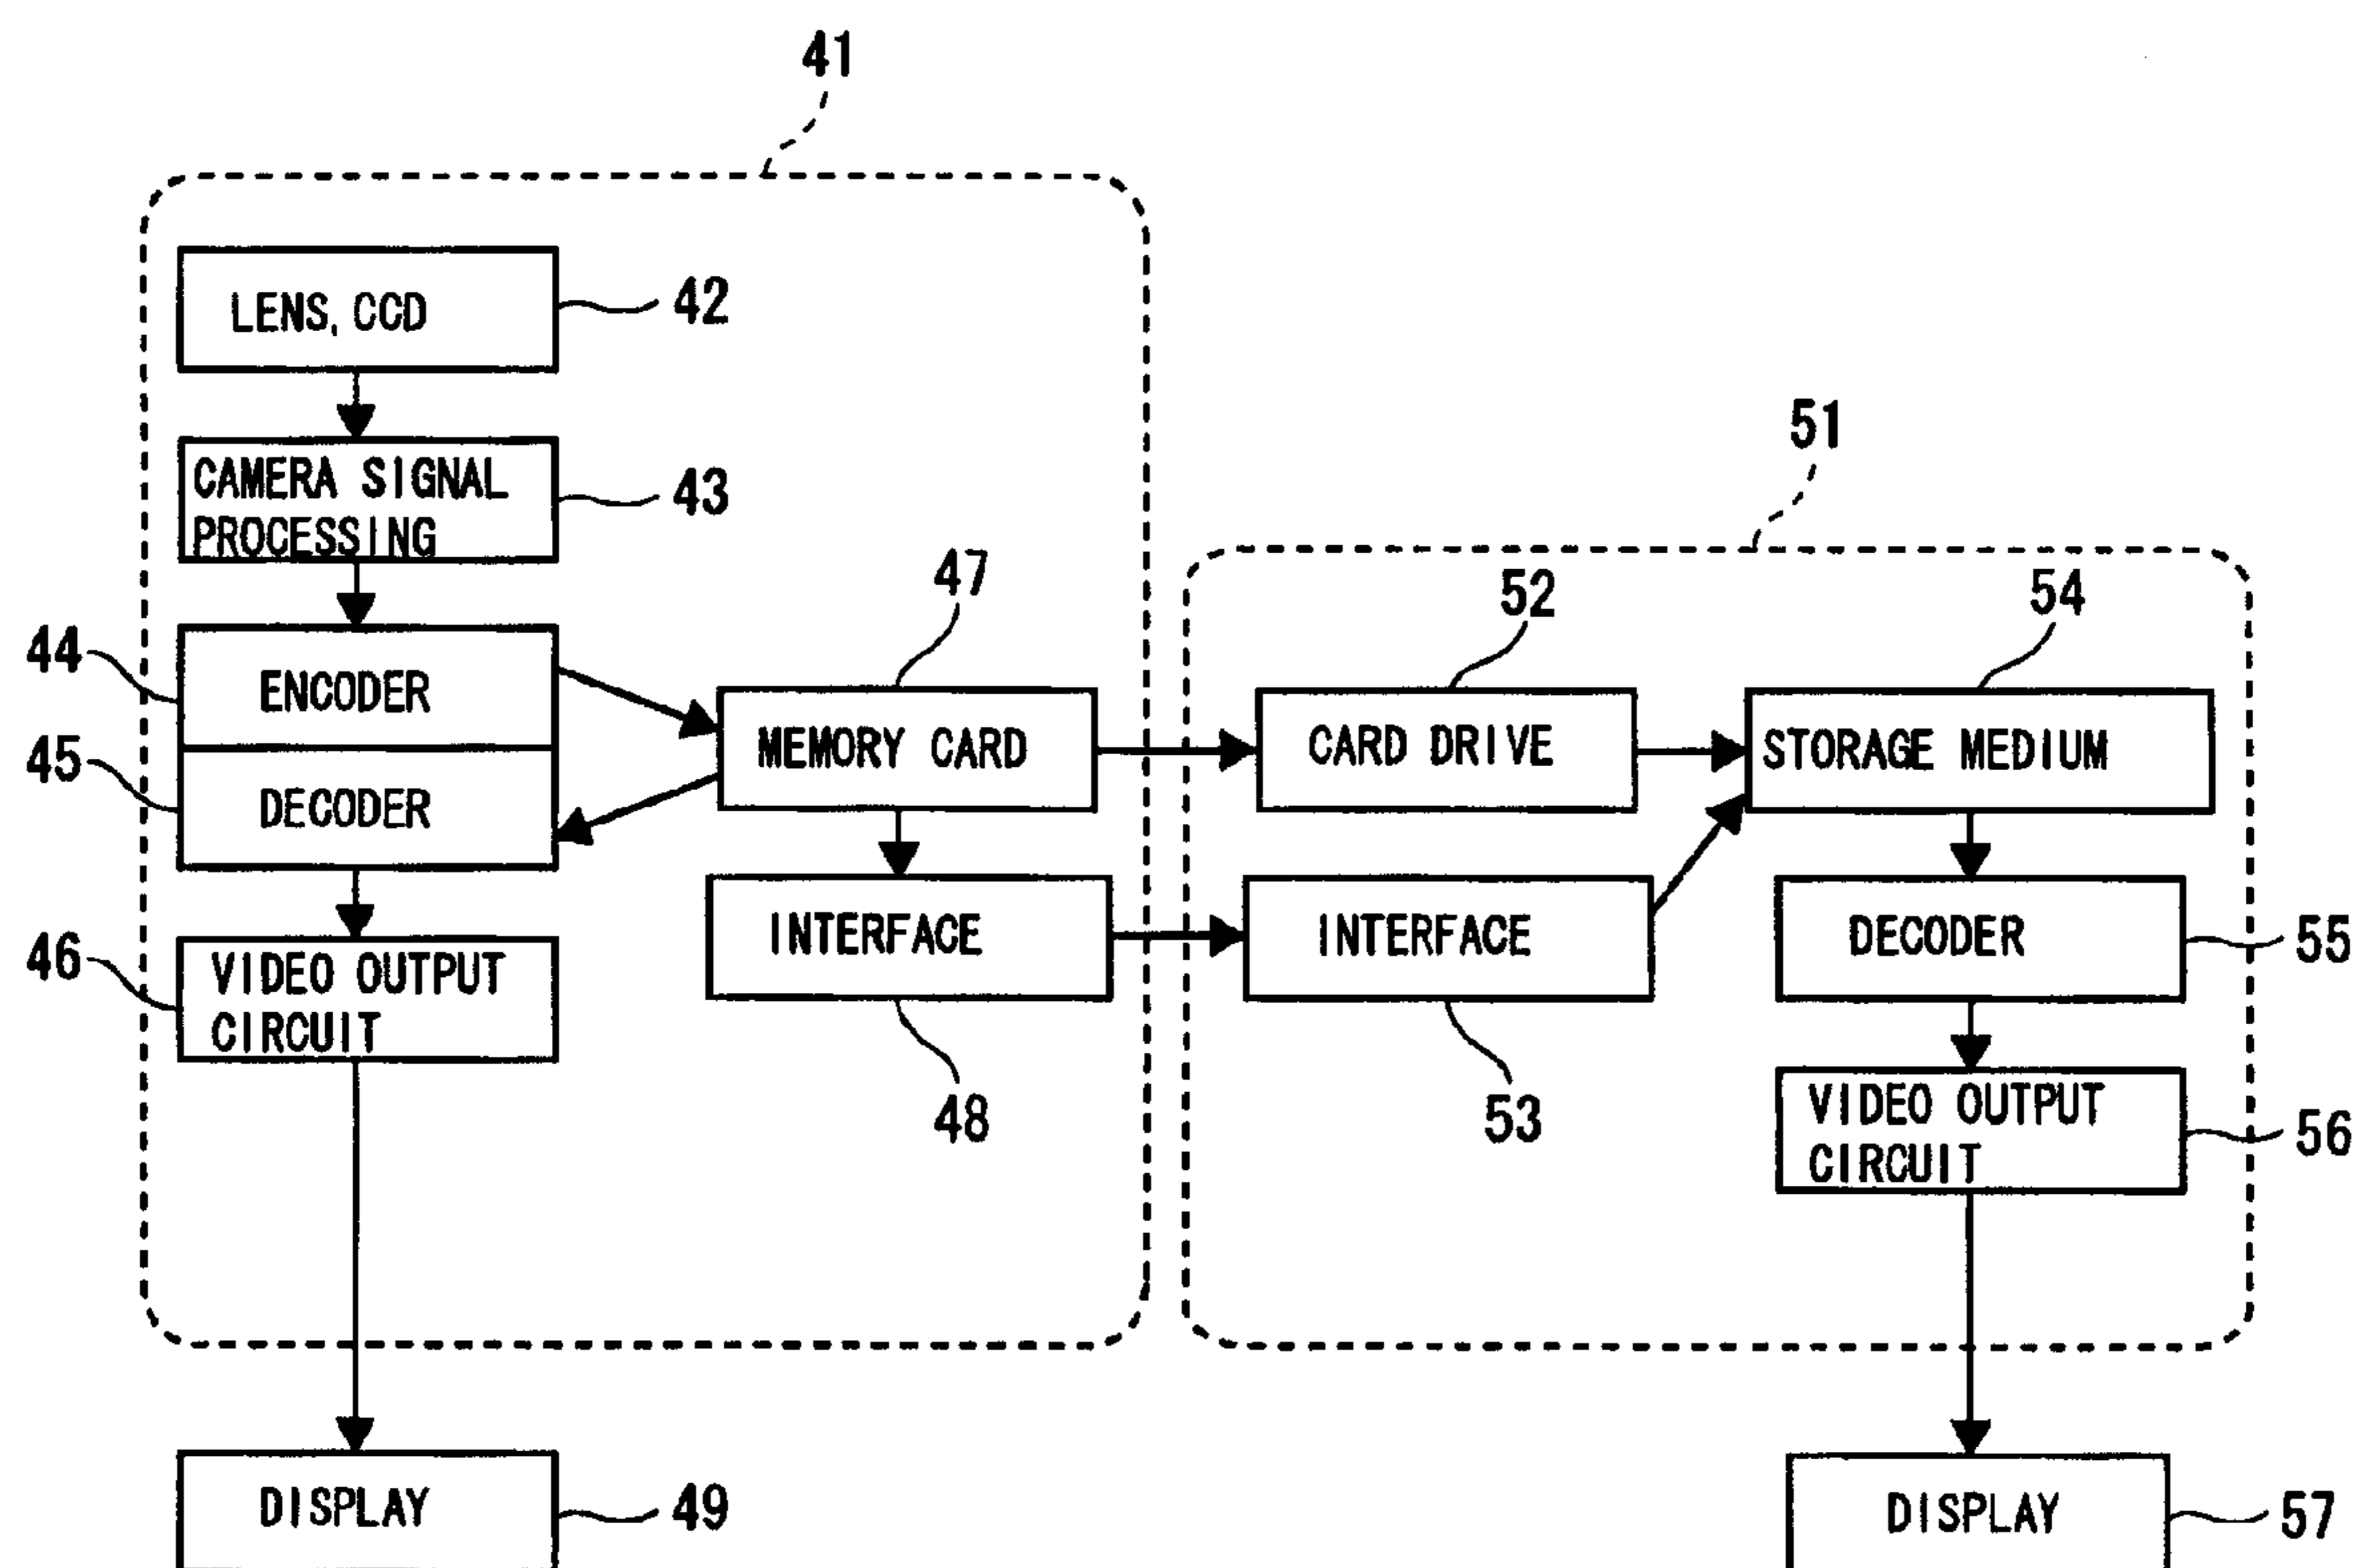 41
LENS, CCD
42
CAMERA SIGNAL
PROCESSING
43
44
ENCODER
45
DECODER
46
VIDEO OUTPUT
CIRCUIT
47
MEMORY CARD
INTERFACE
48
DISPLAY
49
51
52
CARD DRIVE
54
STORAGE MEDIUM
INTERFACE
53
DECODER
55
VIDEO OUTPUT
CIRCUIT
56
DISPLAY
57